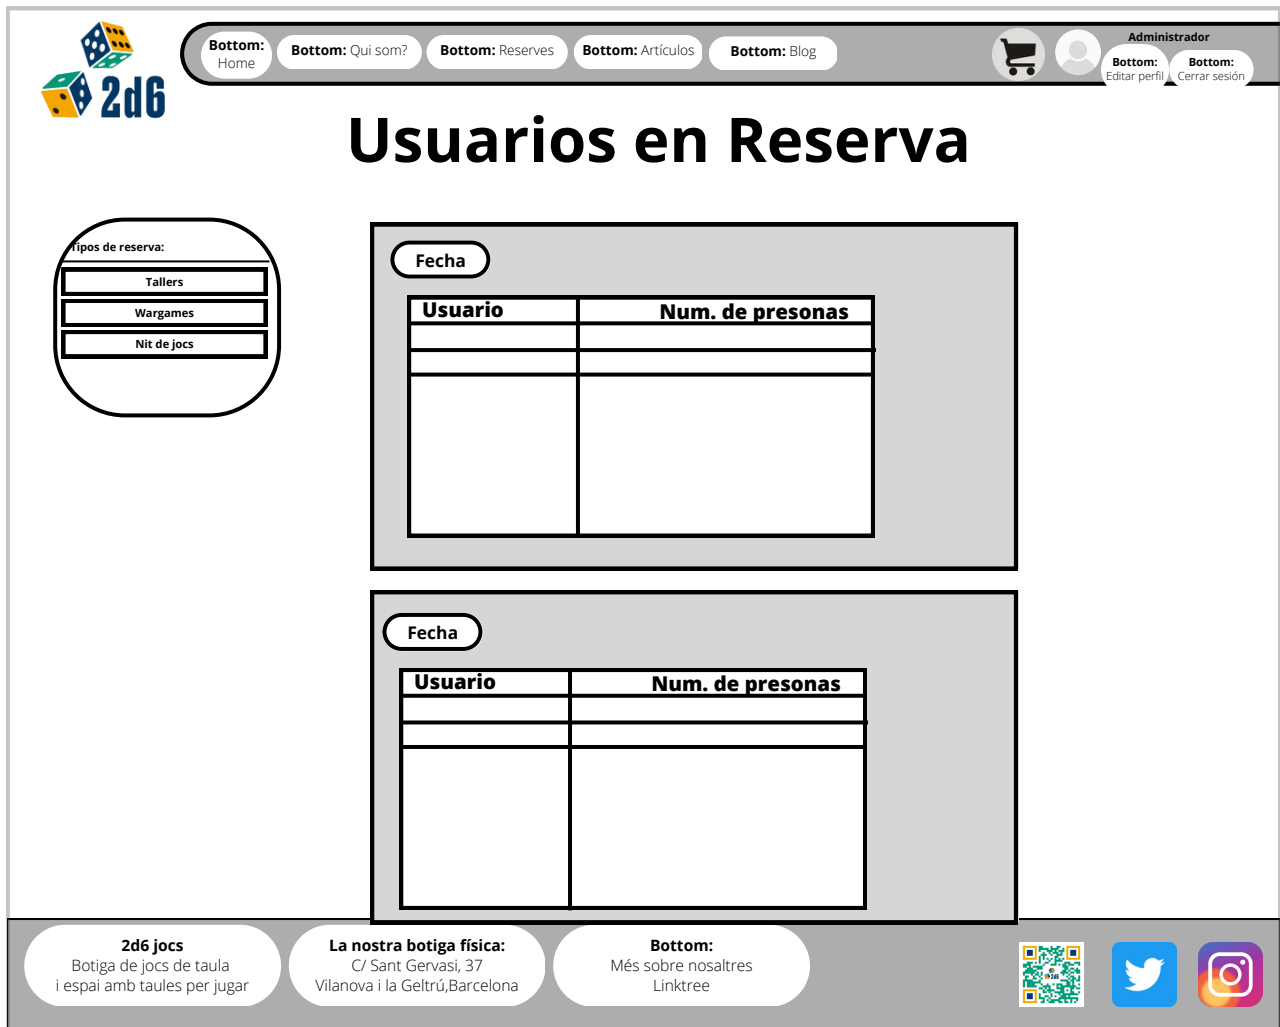 2d6
Bottom:
Home
Bottom: Qui som?
Bottom: Reserves
Bottom: Artículos
Bottom: Blog
Administrador
Bottom:
Editar perfil
Bottom:
Cerrar sesión
Usuarios en Reserva
Tipos de reserva:
Tallers
Wargames
Nit de jocs
Fecha
Usuario
Num. de presonas
Fecha
Usuario
Num. de presonas
2d6 jocs
Botiga de jocs de taula
i espai amb taules per jugar
La nostra botiga física:
C/ Sant Gervasi, 37
Vilanova i la Geltrú,Barcelona
Bottom:
Més sobre nosaltres
Linktree
2d6